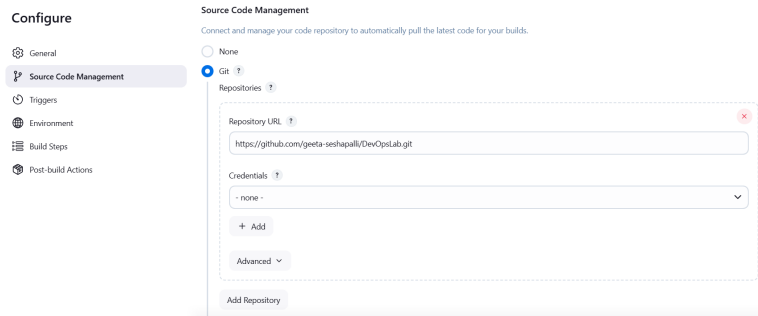 Configure
General
Source Code Management
Triggers
Environment
Build Steps
Post-build Actions
Source Code Management
Connect and manage your code repository to automatically pull the latest code for your builds.
None
Git ?
Repositories ?
Repository URL ?
https://github.com/geeta-seshapalli/DevOpsLab.git
Credentials ?
- none -
+ Add
Advanced
Add Repository